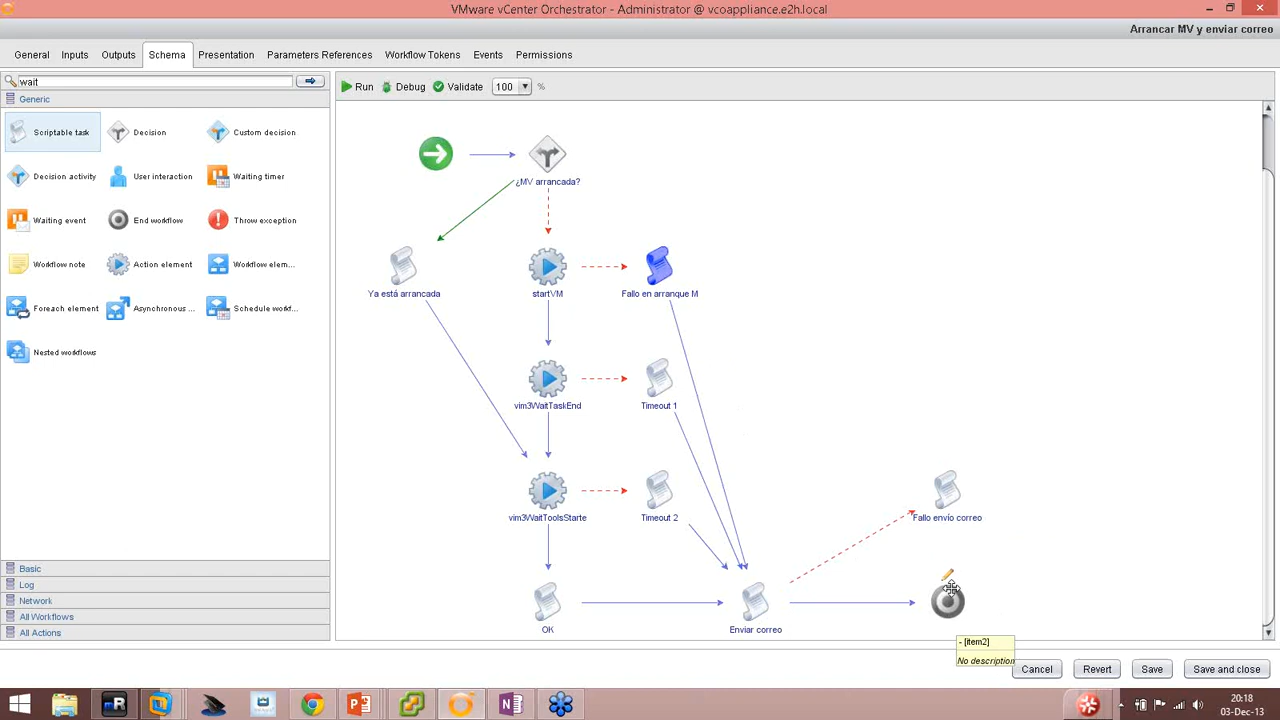 VMware vCenter Orchestrator - Administrator @ vcoappliance.e2h.local
Arrancar MV y enviar correo
General Inputs Outputs Schema Presentation Parameters References Workflow Tokens Events Permissions
wait
Run Debug Validate 100 %
Generic
Scriptable task Decision Custom decision
Decision activity User interaction Waiting timer
Waiting event End workflow Throw exception
Workflow note Action element Workflow elem...
Foreach element Asynchronous ... Schedule workf...
Nested workflows
Basic
Log
Network
All Workflows
All Actions
¿MV arrancada?
Ya está arrancada startVM Fallo en arranque M
vim3WaitTaskEnd Timeout 1
vim3WaitToolsStarte Timeout 2 Fallo envío correo
OK Enviar correo
- [item2]
No description
Cancel Revert Save Save and close
20:18
03-Dec-13